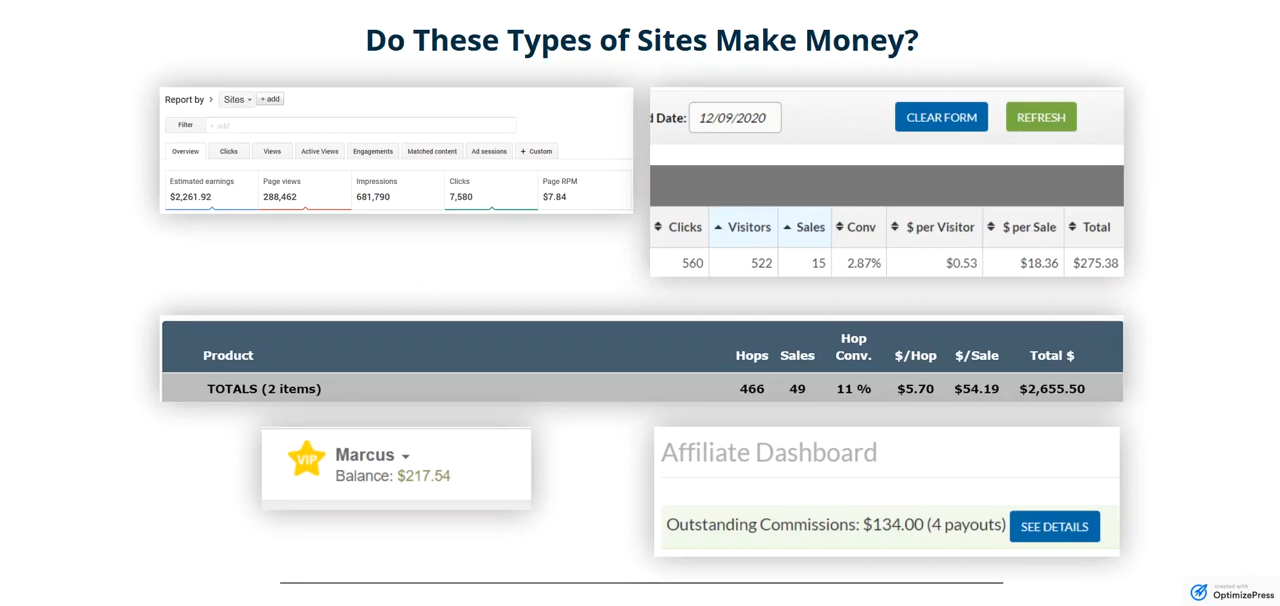 Do These Types of Sites Make Money?
Report by > Sites + add
Filter + add
Overview Clicks Views Active Views Engagements Matched content Ad sessions + Custom
Estimated earnings Page views Impressions Clicks Page RPM
$2,261.92 288,462 681,790 7,580 $7.84
d Date: 12/09/2020 CLEAR FORM REFRESH
Clicks Visitors Sales Conv $ per Visitor $ per Sale Total
560 522 15 2.87% $0.53 $18.36 $275.38
Hop
Product Hops Sales Conv. $/Hop $/Sale Total $
TOTALS (2 items) 466 49 11 % $5.70 $54.19 $2,655.50
VIP Marcus
Balance: $217.54
Affiliate Dashboard
Outstanding Commissions: $134.00 (4 payouts) SEE DETAILS
created with
OptimizePress